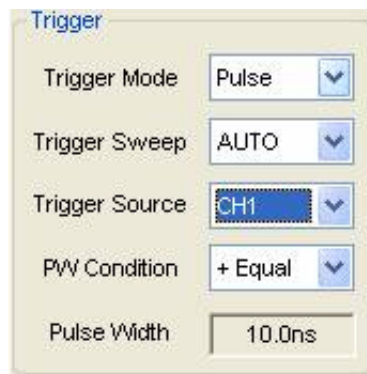 Trigger
Trigger Mode Pulse
Trigger Sweep AUTO
Trigger Source CH1
PW Condition + Equal
Pulse Width 10.0ns